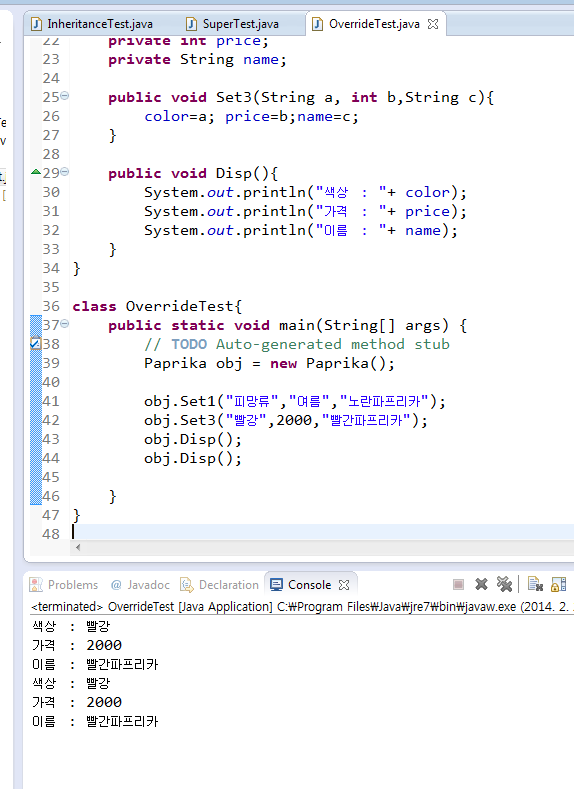 InheritanceTest.java SuperTest.java OverrideTest.java
22 private int price;
23 private String name;
24
25 public void Set3(String a, int b,String c){
26 color=a; price=b;name=c;
27 }
28
29 public void Disp(){
30 System.out.println("색상 : "+ color);
31 System.out.println("가격 : "+ price);
32 System.out.println("이름 : "+ name);
33 }
34 }
35
36 class OverrideTest{
37 public static void main(String[] args) {
38 // TODO Auto-generated method stub
39 Paprika obj = new Paprika();
40
41 obj.Set1("피망류","여름","노란파프리카");
42 obj.Set3("빨강",2000,"빨간파프리카");
43 obj.Disp();
44 obj.Disp();
45
46 }
47 }
48
Problems @ Javadoc Declaration Console
<terminated> OverrideTest [Java Application] C:₩Program Files₩Java₩jre7₩bin₩javaw.exe (2014. 2.
색상 : 빨강
가격 : 2000
이름 : 빨간파프리카
색상 : 빨강
가격 : 2000
이름 : 빨간파프리카